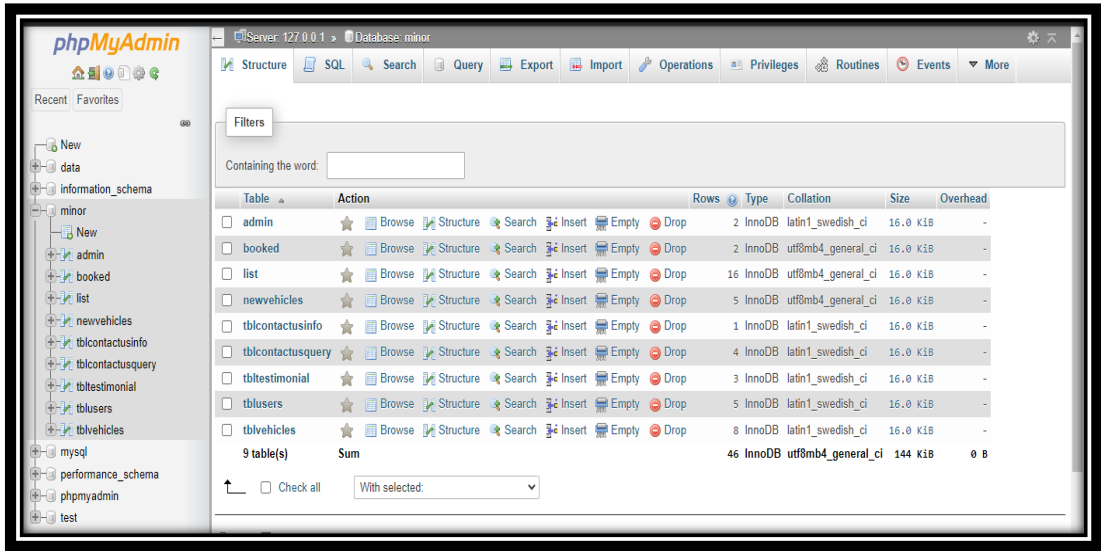 phpMyAdmin
Recent Favorites
New
data
information_schema
minor
New
admin
booked
list
newvehicles
tblcontactusinfo
tblcontactusquery
tbltestimonial
tblusers
tblvehicles
mysql
performance_schema
phpmyadmin
test
Server: 127.0.0.1 » Database: minor
Structure SQL Search Query Export Import Operations Privileges Routines Events More
Filters
Containing the word:
Table Action Rows Type Collation Size Overhead
admin Browse Structure Search Insert Empty Drop 2 InnoDB latin1_swedish_ci 16.0 KiB -
booked Browse Structure Search Insert Empty Drop 2 InnoDB utf8mb4_general_ci 16.0 KiB -
list Browse Structure Search Insert Empty Drop 16 InnoDB utf8mb4_general_ci 16.0 KiB -
newvehicles Browse Structure Search Insert Empty Drop 5 InnoDB utf8mb4_general_ci 16.0 KiB -
tblcontactusinfo Browse Structure Search Insert Empty Drop 1 InnoDB latin1_swedish_ci 16.0 KiB -
tblcontactusquery Browse Structure Search Insert Empty Drop 4 InnoDB latin1_swedish_ci 16.0 KiB -
tbltestimonial Browse Structure Search Insert Empty Drop 3 InnoDB latin1_swedish_ci 16.0 KiB -
tblusers Browse Structure Search Insert Empty Drop 5 InnoDB latin1_swedish_ci 16.0 KiB -
tblvehicles Browse Structure Search Insert Empty Drop 8 InnoDB latin1_swedish_ci 16.0 KiB -
9 table(s) Sum 46 InnoDB utf8mb4_general_ci 144 KiB 0 B
Check all With selected: